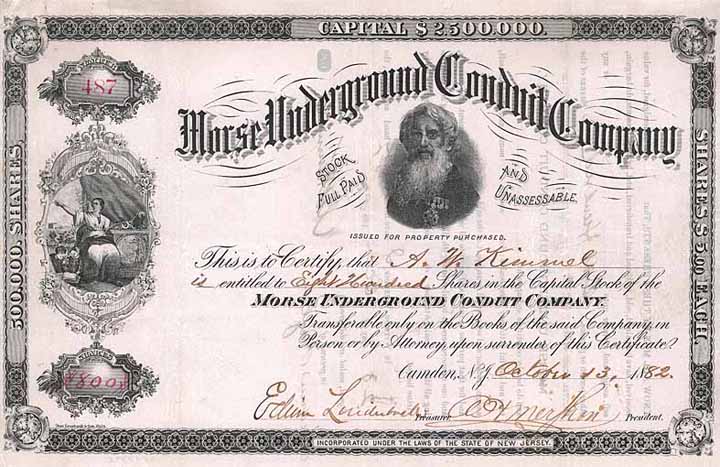 CAPITAL $2,500,000.
NUMBER
487
Morse Underground Conduit Company
STOCK FULL PAID
AND UNASSESSABLE.
ISSUED FOR PROPERTY PURCHASED.
This is to Certify, that A. W. Kimmel
is entitled to Eight Hundred Shares in the Capital Stock of the
MORSE UNDERGROUND CONDUIT COMPANY.
Transferable only on the Books of the said Company, in
Person or by Attorney, upon surrender of this Certificate.
Camden, N.J. October 13, 1882.
SHARES
800
Edwin
Treasurer
President.
INCORPORATED UNDER THE LAWS OF THE STATE OF NEW JERSEY.
500,000 SHARES
SHARES $5.00 EACH.